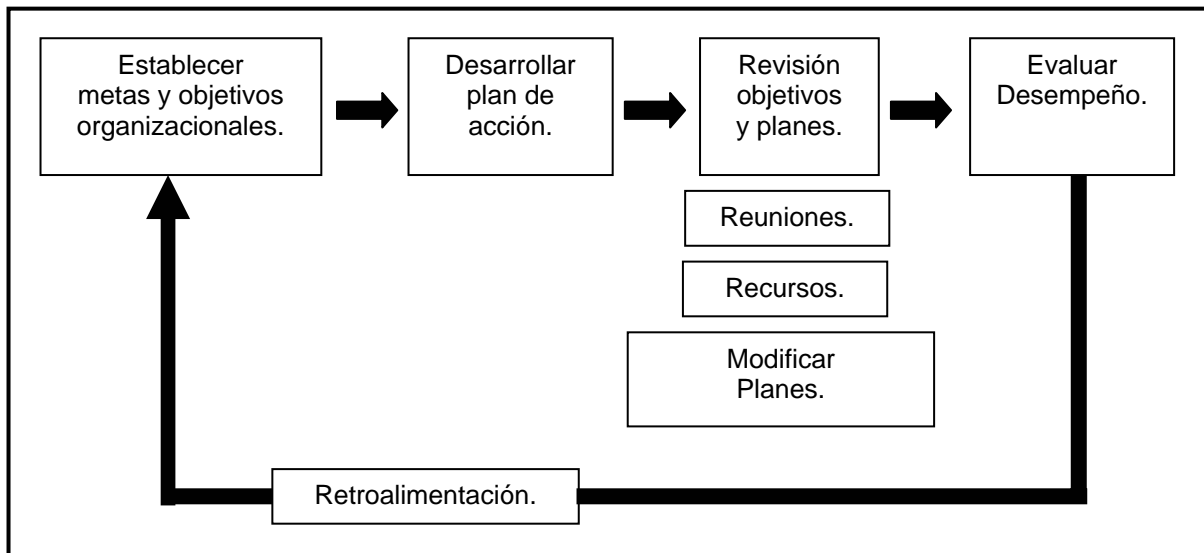 Establecer
metas y objetivos
organizacionales.
Desarrollar
plan de
acción.
Revisión
objetivos
y planes.
Evaluar
Desempeño.
Reuniones.
Recursos.
Modificar
Planes.
Retroalimentación.